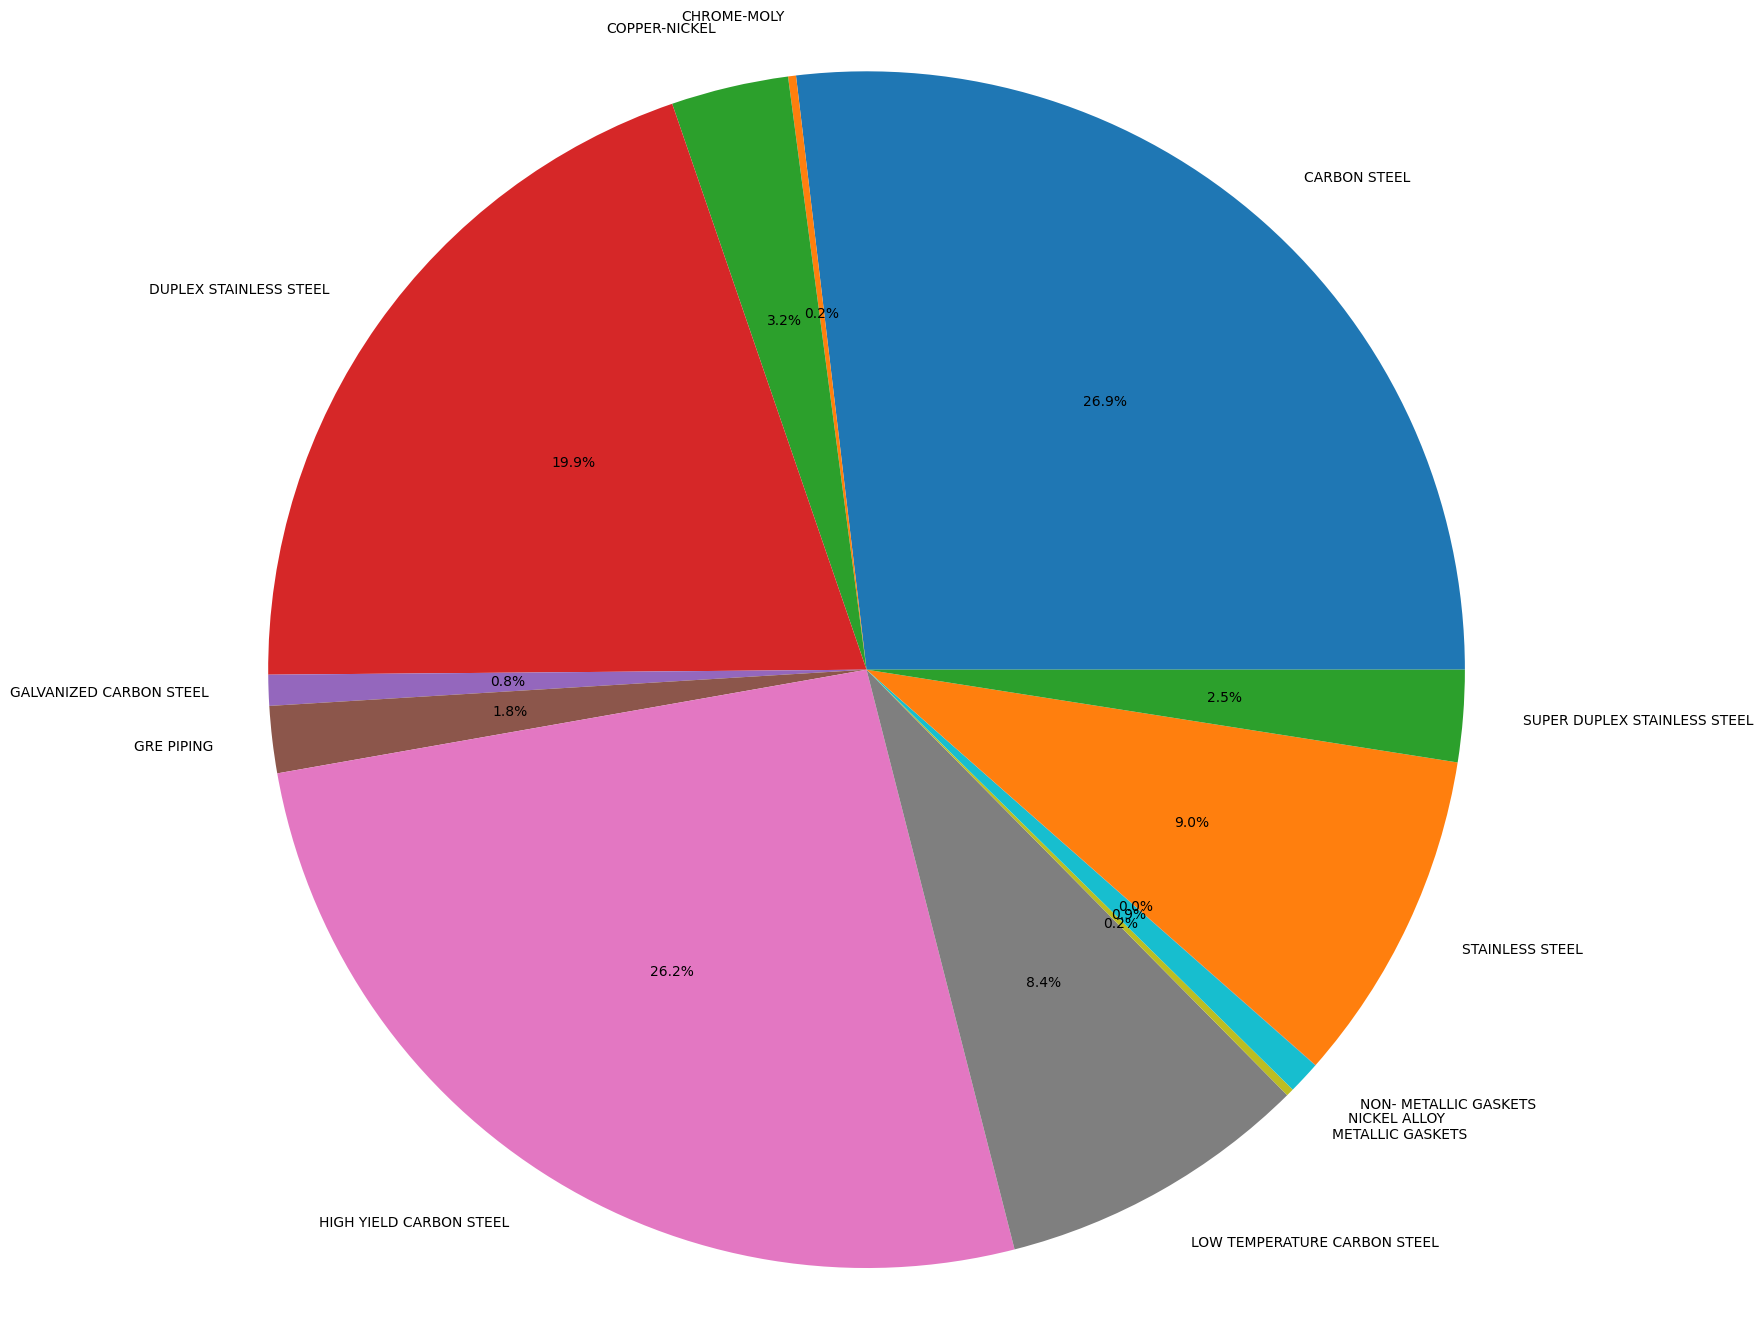 CHROME-MOLY
COPPER-NICKEL
CARBON STEEL
DUPLEX STAINLESS STEEL
0.2%
3.2%
26.9%
19.9%
GALVANIZED CARBON STEEL
0.8%
2.5%
1.8%
SUPER DUPLEX STAINLESS STEEL
GRE PIPING
9.0%
0.0%
0.9%
0.2%
STAINLESS STEEL
26.2%
8.4%
NON- METALLIC GASKETS
NICKEL ALLOY
METALLIC GASKETS
HIGH YIELD CARBON STEEL
LOW TEMPERATURE CARBON STEEL